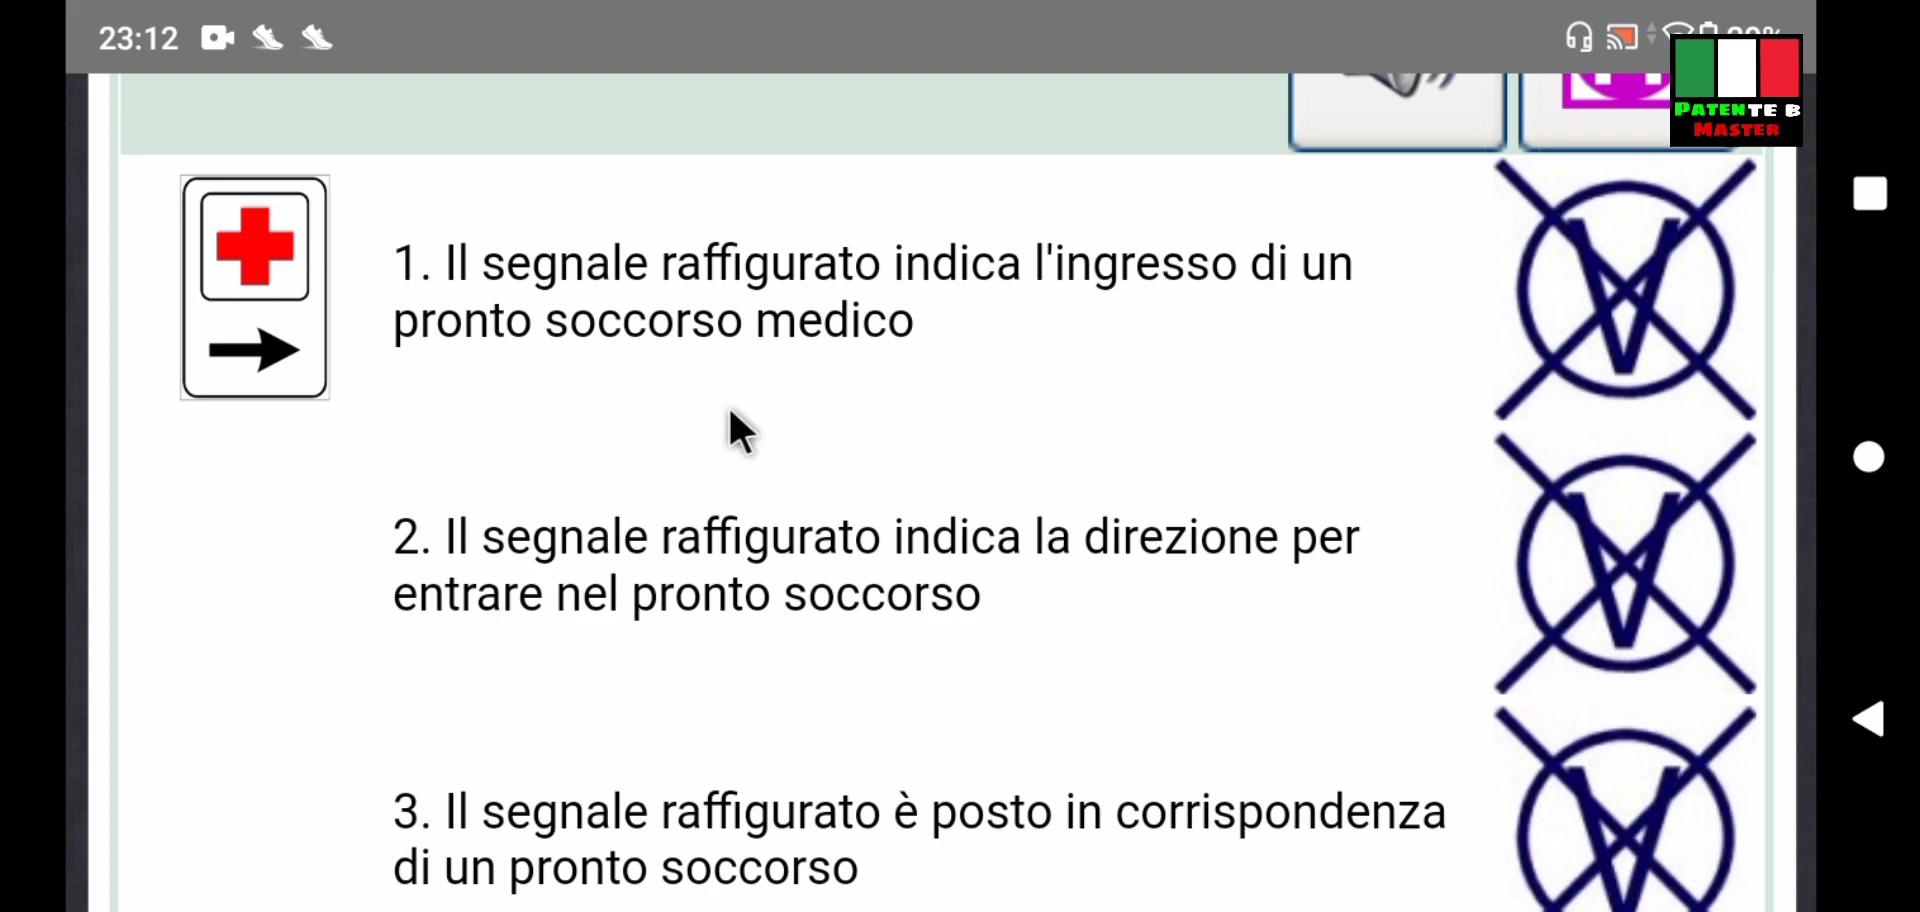 23:12
PATENTE B
MASTER
1. Il segnale raffigurato indica l'ingresso di un
pronto soccorso medico
V
2. Il segnale raffigurato indica la direzione per
entrare nel pronto soccorso
V
3. Il segnale raffigurato è posto in corrispondenza
di un pronto soccorso
V